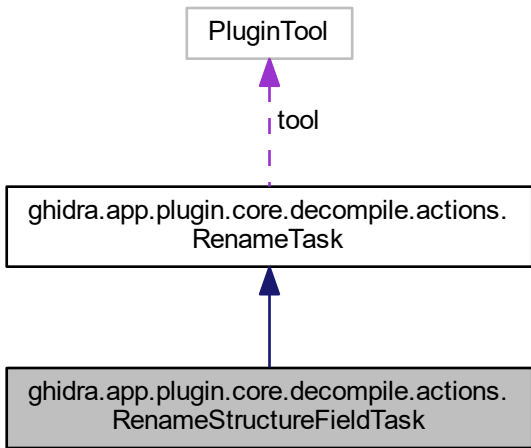 PluginTool
tool
ghidra.app.plugin.core.decompile.actions.
RenameTask
ghidra.app.plugin.core.decompile.actions.
RenameStructureFieldTask